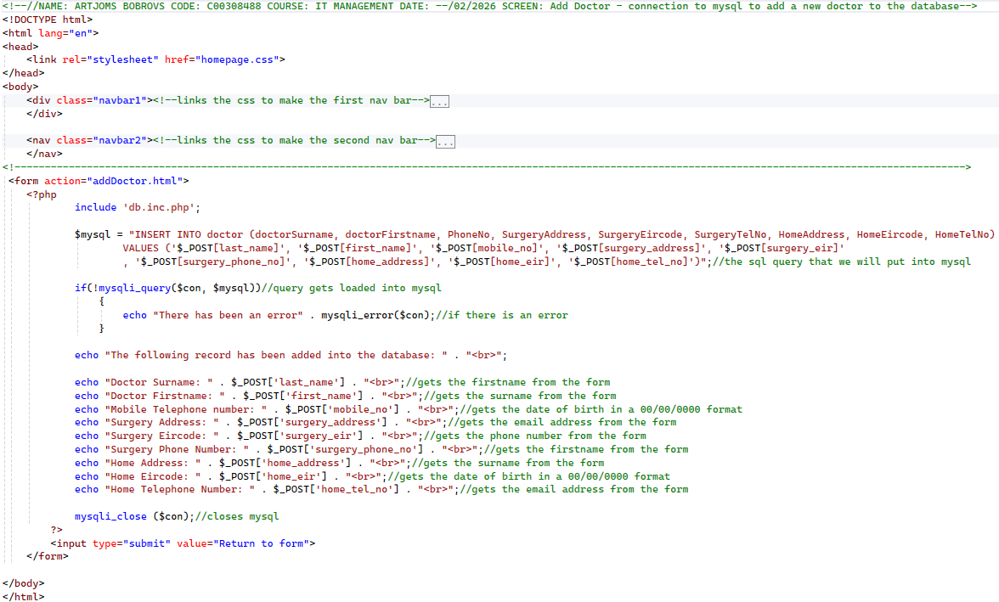 <!--//NAME: ARTJOMS BOBROVS CODE: C00308488 COURSE: IT MANAGEMENT DATE: --/02/2026 SCREEN: Add Doctor - connection to mysql to add a new doctor to the database-->
<!DOCTYPE html>
<html lang="en">
<head>
<link rel="stylesheet" href="homepage.css">
</head>
<body>
<div class="navbar1"><!--links the css to make the first nav bar-->...
</div>
<nav class="navbar2"><!--links the css to make the second nav bar-->...
</nav>
<!-------------------------------------------------------------------------------------------------------------------------------------------------------------->
<form action="addDoctor.html">
<?php
include 'db.inc.php';
$mysql = "INSERT INTO doctor (doctorSurname, doctorFirstname, PhoneNo, SurgeryAddress, SurgeryEircode, SurgeryTelNo, HomeAddress, HomeEircode, HomeTelNo)
VALUES ('$_POST[last_name]', '$_POST[first_name]', '$_POST[mobile_no]', '$_POST[surgery_address]', '$_POST[surgery_eir]'
, '$_POST[surgery_phone_no]', '$_POST[home_address]', '$_POST[home_eir]', '$_POST[home_tel_no]')";//the sql query that we will put into mysql
if(!mysqli_query($con, $mysql))//query gets loaded into mysql
{
echo "There has been an error" . mysqli_error($con);//if there is an error
}
echo "The following record has been added into the database: " . "<br>";
echo "Doctor Surname: " . $_POST['last_name'] . "<br>";//gets the firstname from the form
echo "Doctor Firstname: " . $_POST['first_name'] . "<br>";//gets the surname from the form
echo "Mobile Telephone number: " . $_POST['mobile_no'] . "<br>";//gets the date of birth in a 00/00/0000 format
echo "Surgery Address: " . $_POST['surgery_address'] . "<br>";//gets the email address from the form
echo "Surgery Eircode: " . $_POST['surgery_eir'] . "<br>";//gets the phone number from the form
echo "Surgery Phone Number: " . $_POST['surgery_phone_no'] . "<br>";//gets the firstname from the form
echo "Home Address: " . $_POST['home_address'] . "<br>";//gets the surname from the form
echo "Home Eircode: " . $_POST['home_eir'] . "<br>";//gets the date of birth in a 00/00/0000 format
echo "Home Telephone Number: " . $_POST['home_tel_no'] . "<br>";//gets the email address from the form
mysqli_close ($con);//closes mysql
?>
<input type="submit" value="Return to form">
</form>
</body>
</html>